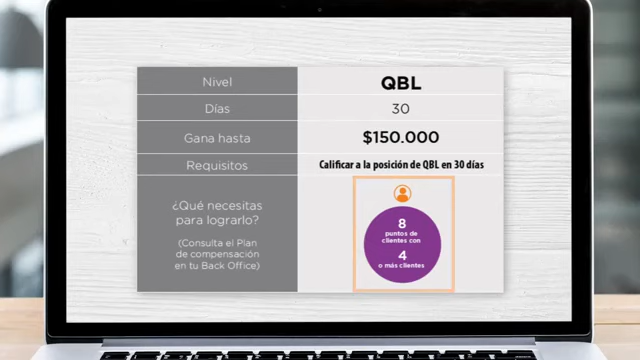 Nivel
QBL
Días
30
Gana hasta
$150.000
Requisitos
Calificar a la posición de QBL en 30 días
¿Qué necesitas
para lograrlo?
(Consulta el Plan
de compensación
en tu Back Office)
8
puntos de
clientes con
4
o más clientes